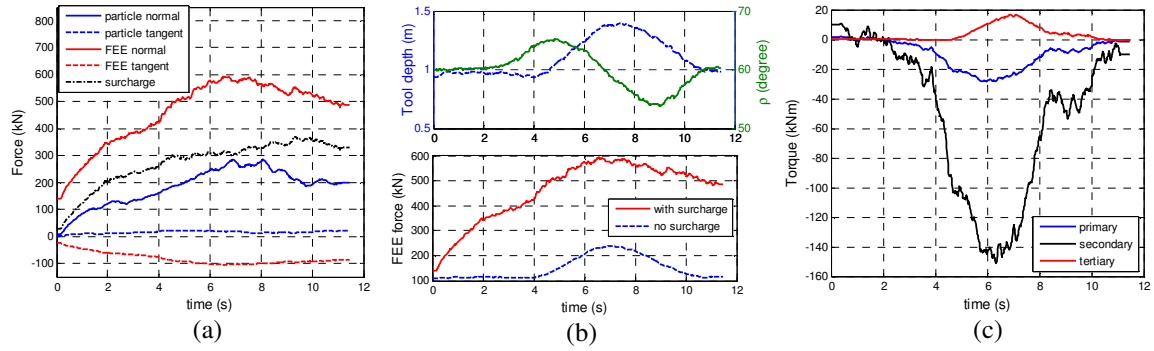 particle normal
particle tangent
FEE normal
FEE tangent
surcharge
800
700
600
500
400
300
200
100
0
-100
Force (kN)
0 2 4 6 8 10 12
time (s)
(a)
1.5
1
0.5
Tool depth (m)
70
60
50
ρ (degree)
0 2 4 6 8 10 12
600
500
400
300
200
100
FEE force (kN)
with surcharge
no surcharge
0 2 4 6 8 10 12
time (s)
(b)
20
0
-20
-40
-60
-80
-100
-120
-140
-160
Torque (kNm)
primary
secondary
tertiary
0 2 4 6 8 10 12
time (s)
(c)